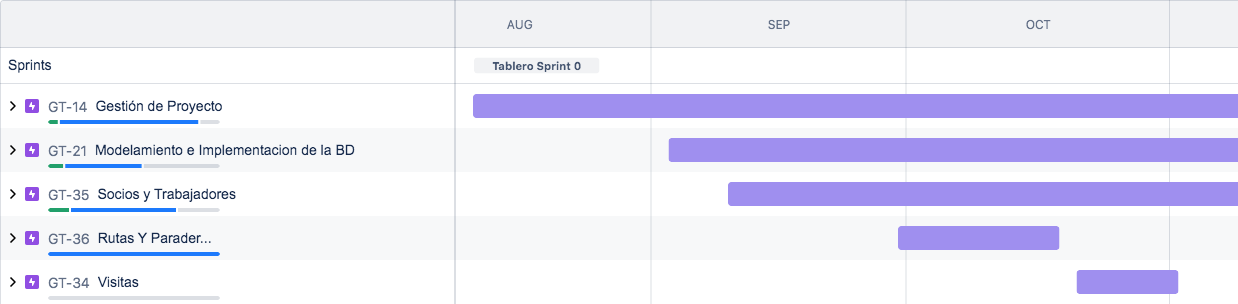 AUG SEP OCT
Sprints Tablero Sprint 0
GT-14 Gestión de Proyecto
GT-21 Modelamiento e Implementacion de la BD
GT-35 Socios y Trabajadores
GT-36 Rutas Y Parader...
GT-34 Visitas